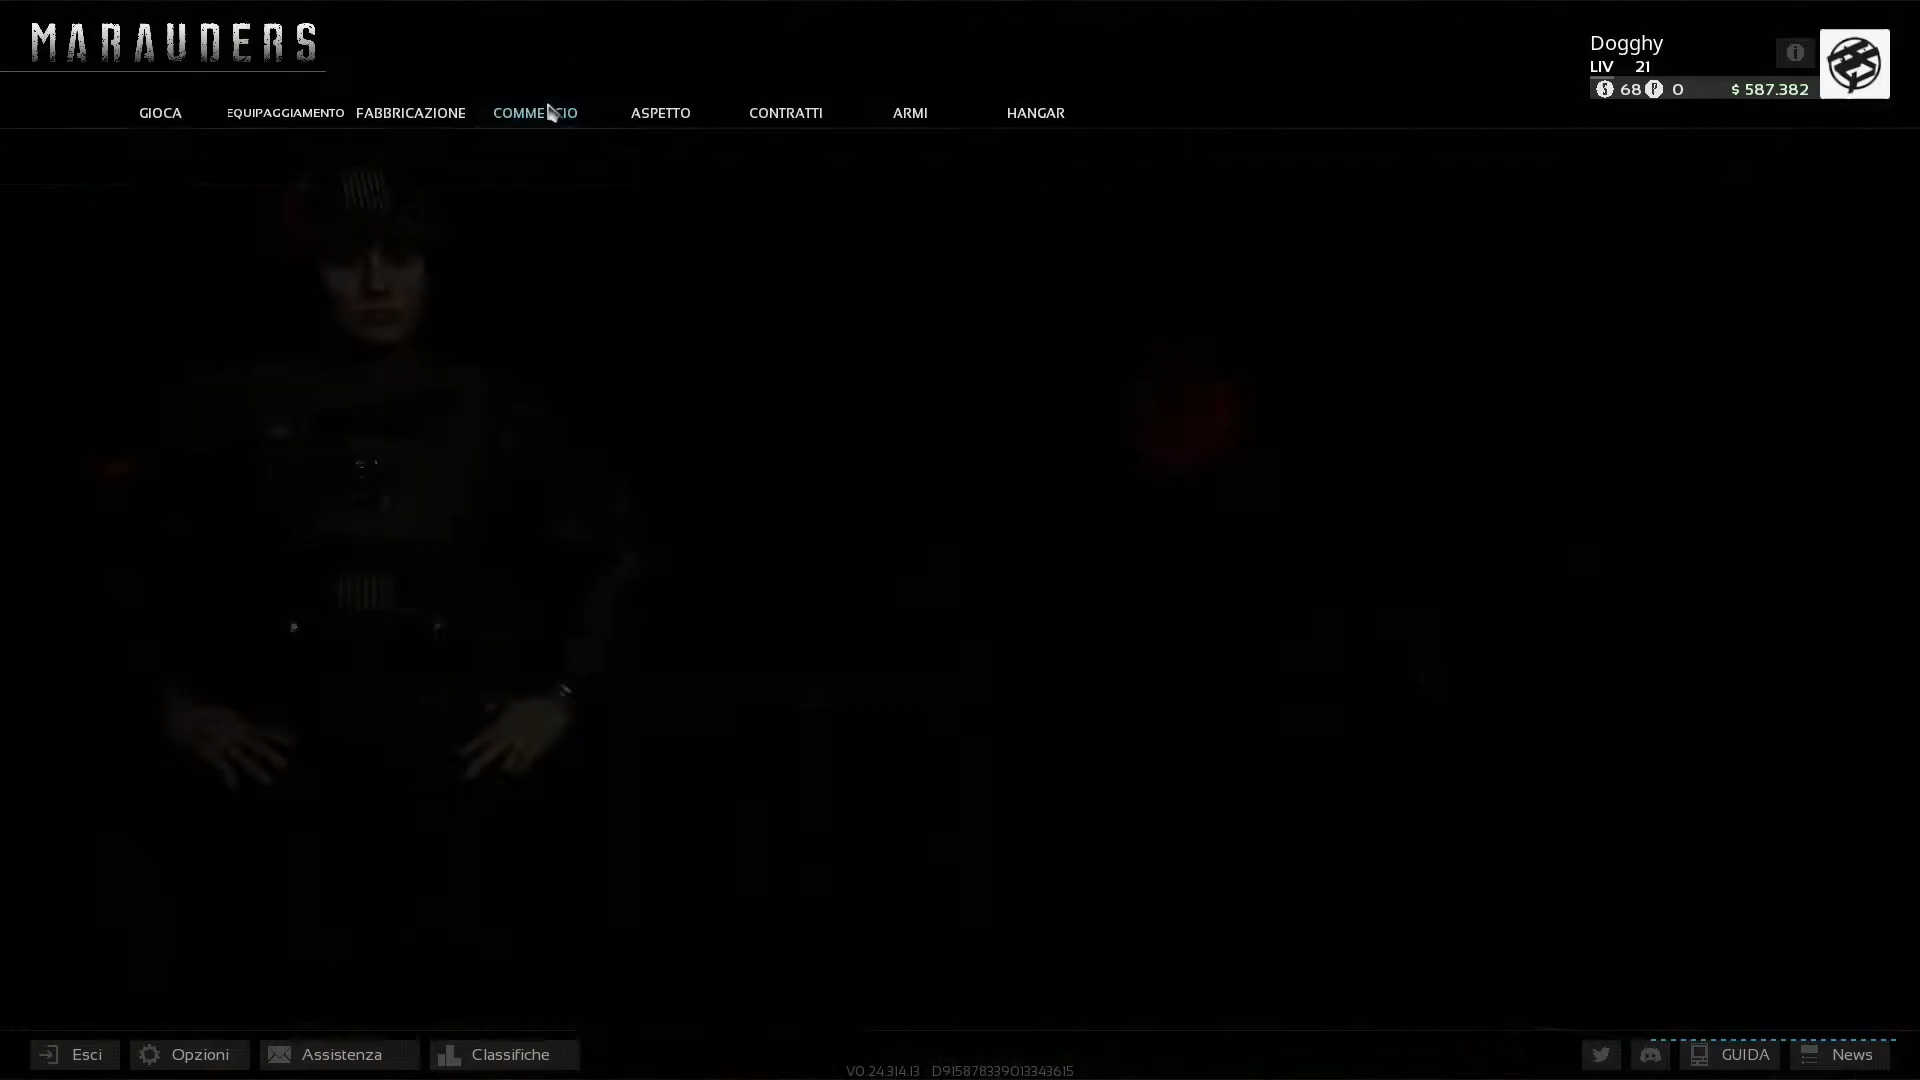 MARAUDERS
Dogghy
LIV 21
68 0 $ 587.382
GIOCA EQUIPAGGIAMENTO FABBRICAZIONE COMMERCIO ASPETTO CONTRATTI ARMI HANGAR
Esci Opzioni Assistenza Classifiche GUIDA News
V0.24.314.13 D915878339013343615